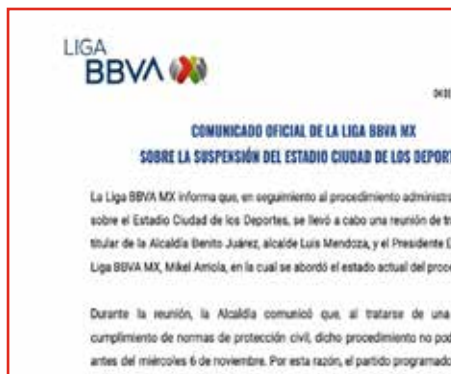 LIGA
BBVA
COMUNICADO OFICIAL DE LA LIGA BBVA MX
SOBRE LA SUSPENSIÓN DEL ESTADIO CIUDAD DE LOS DEPORT
La Liga BBVA MX informa que, en seguimiento al procedimiento administra
sobre el Estadio Ciudad de los Deportes, se llevó a cabo una reunión de tr
titular de la Alcaldía Benito Juárez, alcalde Luis Mendoza, y el Presidente E
Liga BBVA MX, Mikel Arriola, en la cual se abordó el estado actual del proce
Durante la reunión, la Alcaldía comunicó que, al tratarse de una
cumplimiento de normas de protección civil, dicho procedimiento no pod
antes del miércoles 6 de noviembre. Por esta razón, el partido programado